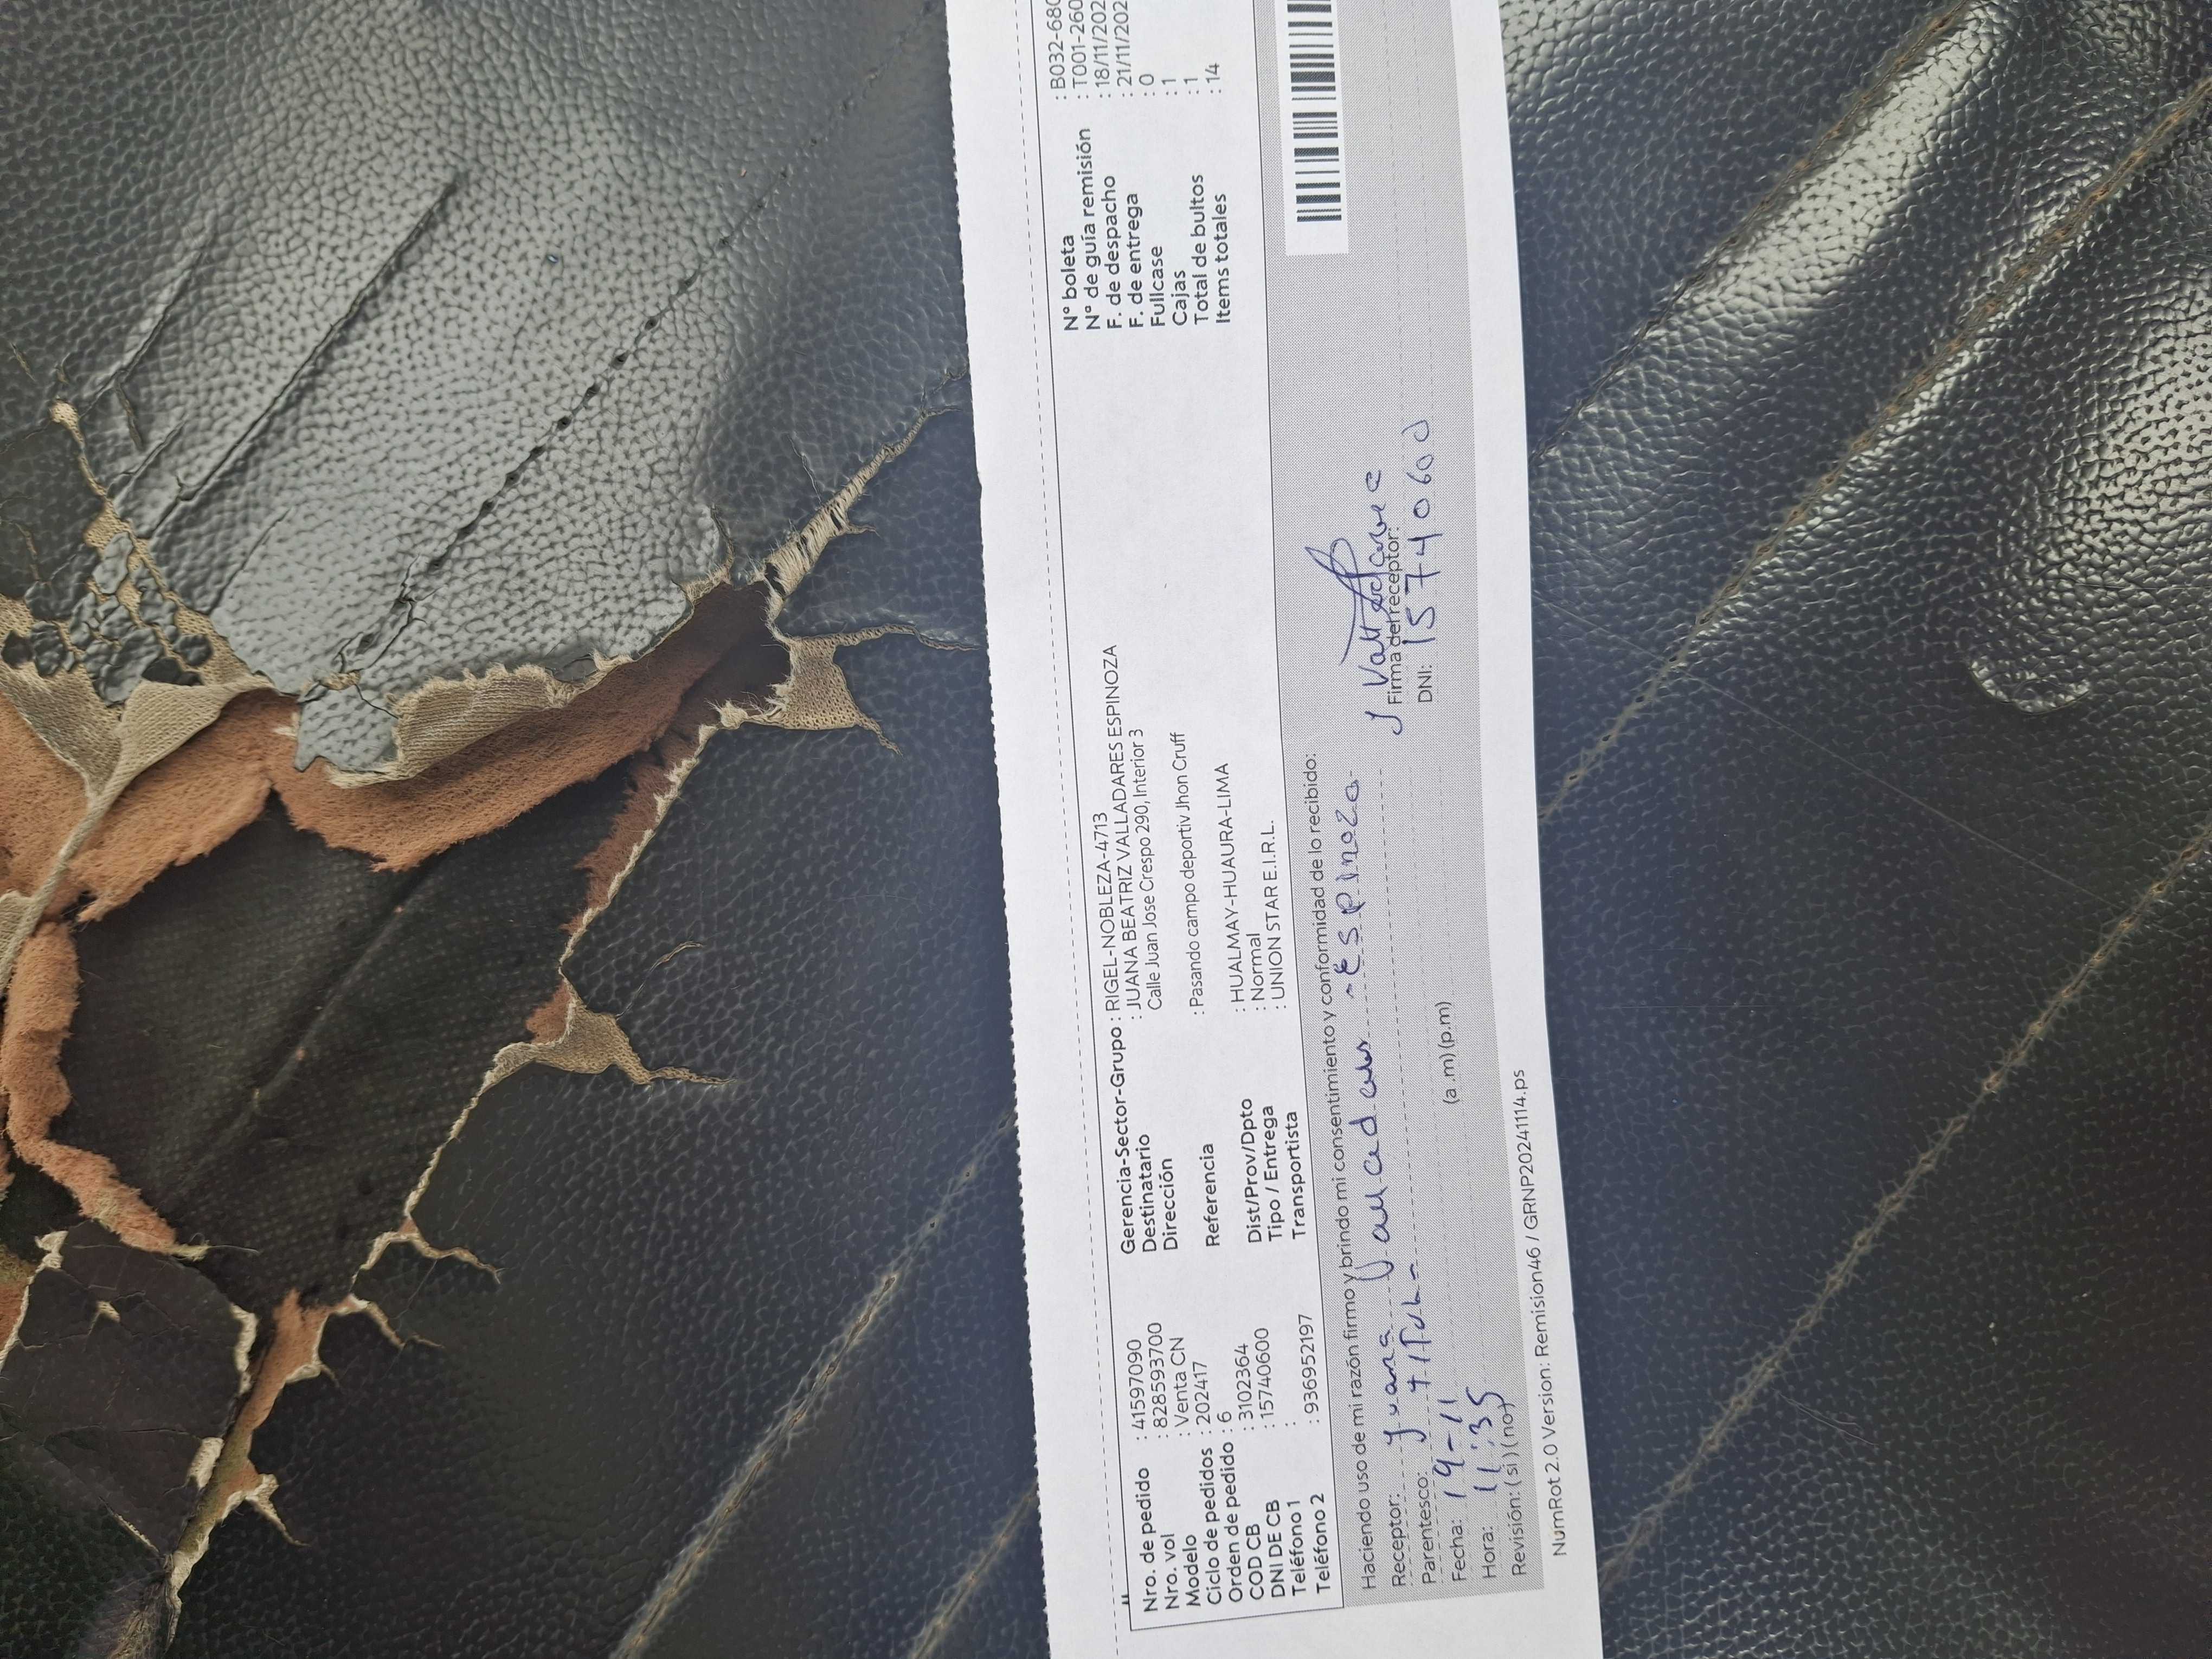 Nro. de pedido : 41597090
Nro. vol : 828593700
Modelo : Venta CN
Ciclo de pedidos : 202417
Orden de pedido : 6
COD CB : 3102364
DNI DE CB : 15740600
Teléfono 1 :
Teléfono 2 : 936952197
Gerencia-Sector-Grupo : RIGEL-NOBLEZA-4713
Destinatario : JUANA BEATRIZ VALLADARES ESPINOZA
Dirección Calle Juan Jose Crespo 290, Interior 3
Referencia : Pasando campo deportiv Jhon Cruff
Dist/Prov/Dpto : HUALMAY-HUAURA-LIMA
Tipo / Entrega : Normal
Transportista : UNION STAR E.I.R.L.
N° boleta : B032-680
N° de guía remisión : T001-260
F. de despacho : 18/11/202
F. de entrega : 21/11/202
Fullcase : 0
Cajas : 1
Total de bultos : 1
Items totales : 14
Haciendo uso de mi razón firmo y brindo mi consentimiento y conformidad de lo recibido:
Receptor: Juana Valladares Espinoza
Parentesco: titular
Fecha: 19-11
Hora: 11:35 (a.m) (p.m)
Revisión: (si) (no)
Firma del receptor:
DNI: 15740600
NumRot 2.0 Version: Remision46 / GRNP20241114.ps